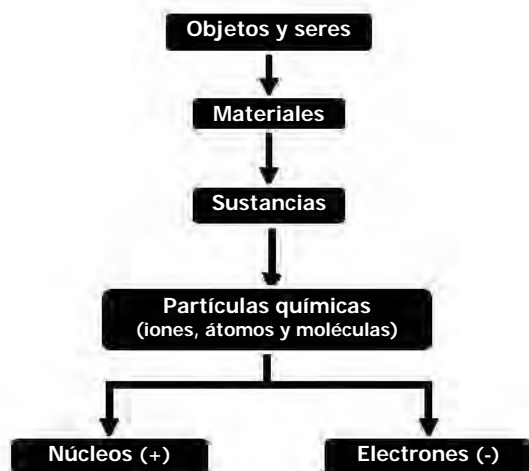 Objetos y seres
Materiales
Sustancias
Partículas químicas
(iones, átomos y moléculas)
Núcleos (+)
Electrones (-)